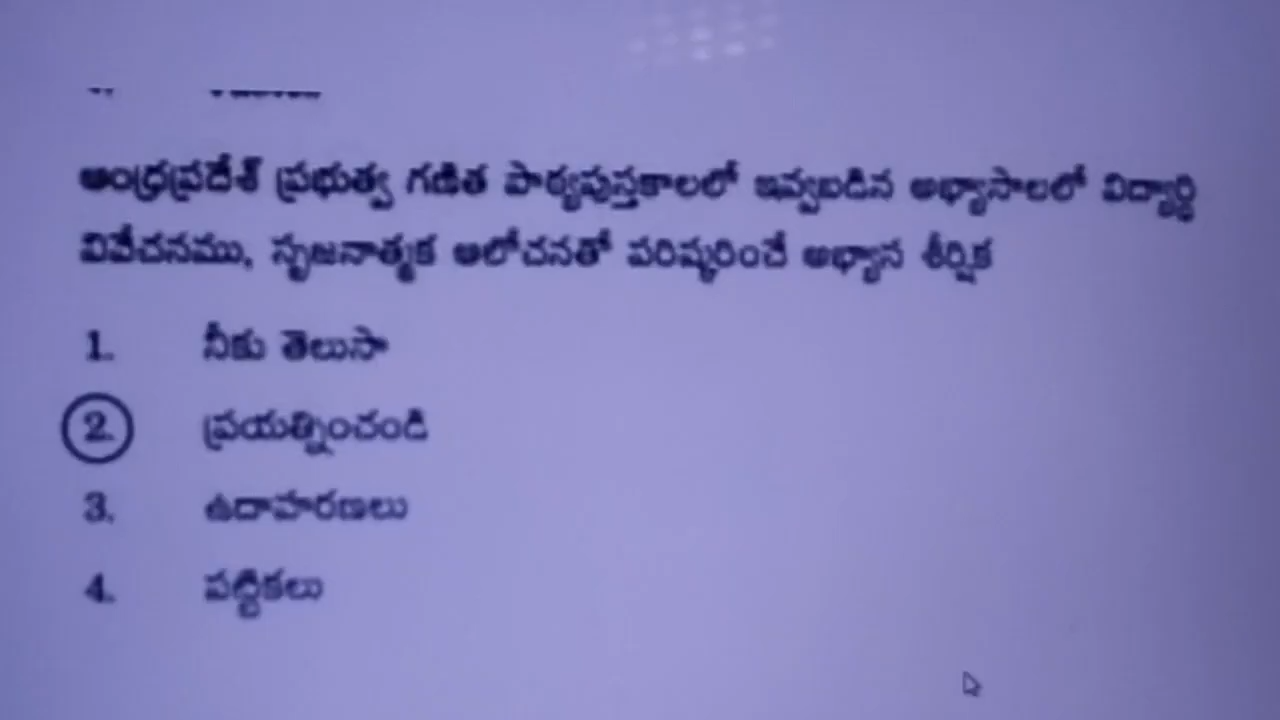 ఆంధ్రప్రదేశ్ ప్రభుత్వ గణిత పాఠ్యపుస్తకాలలో ఇవ్వబడిన అభ్యాసాలలో విద్యార్థి
వివేచనము, సృజనాత్మక ఆలోచనతో పరిష్కరించే అభ్యాస శీర్షిక
1. నీకు తెలుసా
2. ప్రయత్నించండి
3. ఉదాహరణలు
4. పట్టికలు